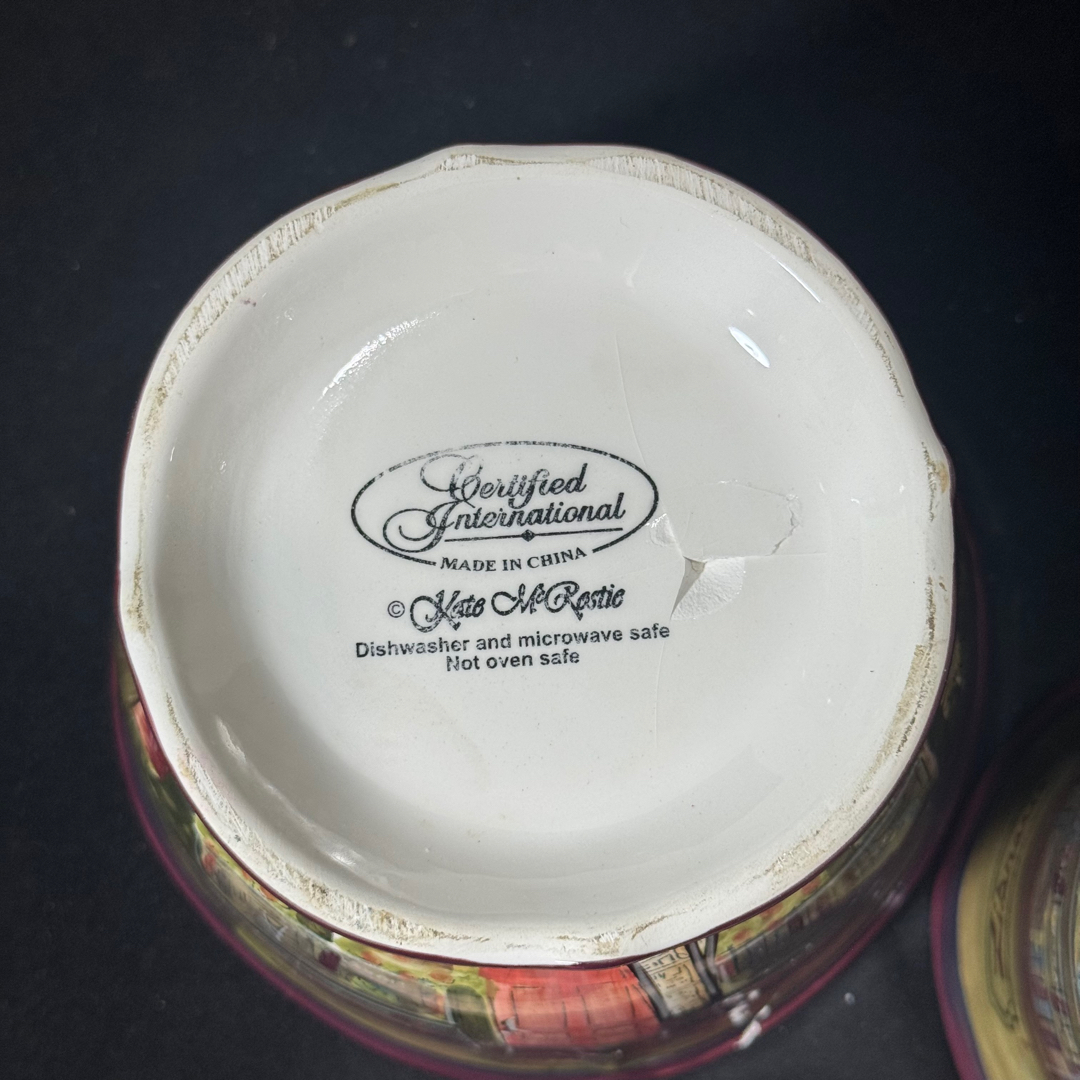 Certified
International
MADE IN CHINA
© Kate McRostie
Dishwasher and microwave safe
Not oven safe